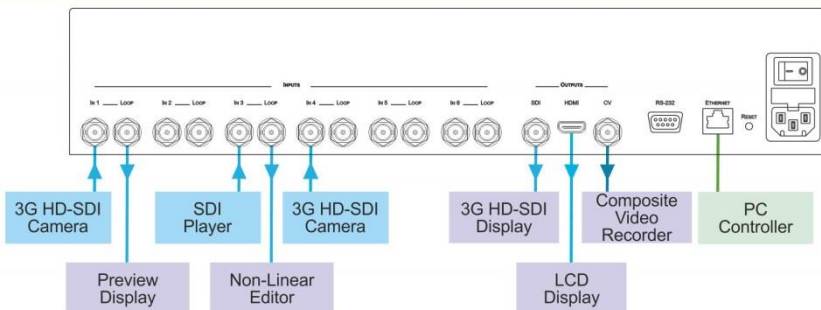 INPUTS
OUTPUTS
IN 1 LOOP IN 2 LOOP IN 3 LOOP IN 4 LOOP IN 5 LOOP IN 6 LOOP SDI HDMI CV RS-232 ETHERNET RESET
3G HD-SDI
Camera
SDI
Player
3G HD-SDI
Camera
3G HD-SDI
Display
Composite
Video
Recorder
PC
Controller
Preview
Display
Non-Linear
Editor
LCD
Display